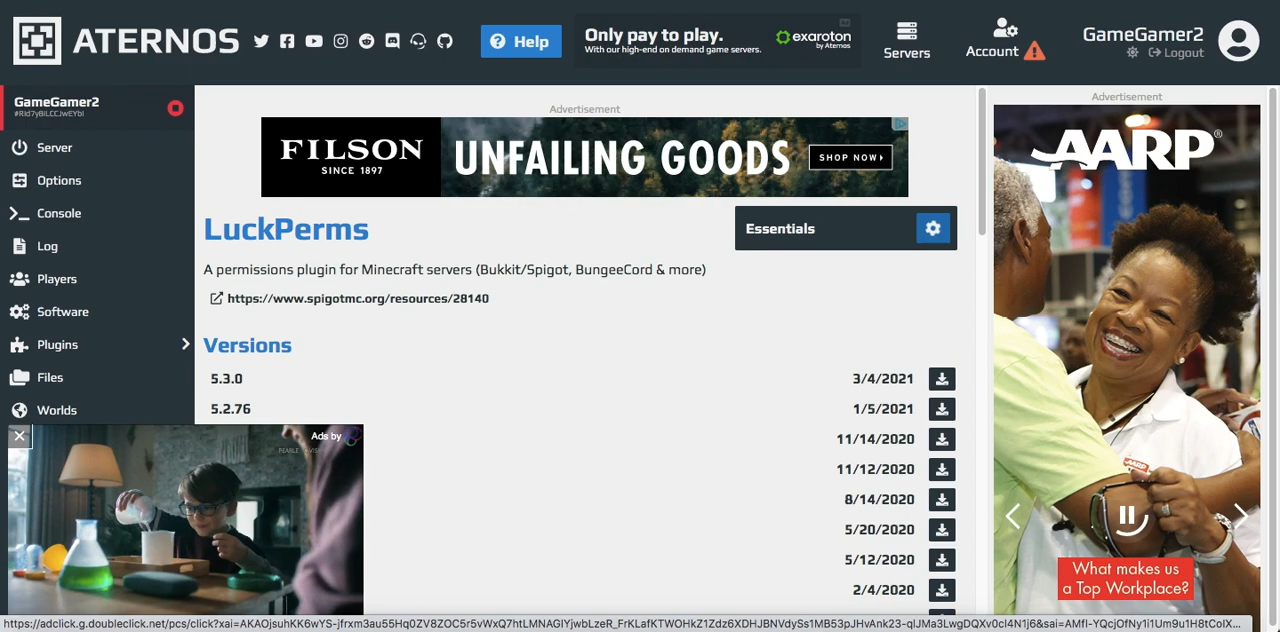 ATERNOS
Help
Only pay to play.
With our high-end on demand game servers.
exaroton
by Aternos
Ad
Servers
Account
GameGamer2
Logout
GameGamer2
Server
Options
Console
Log
Players
Software
Plugins
Files
Worlds
Advertisement
FILSON
SINCE 1897
UNFAILING GOODS
SHOP NOW
LuckPerms
Essentials
A permissions plugin for Minecraft servers (Bukkit/Spigot, BungeeCord & more)
https://www.spigotmc.org/resources/28140
Versions
5.3.0 3/4/2021
5.2.76 1/5/2021
11/14/2020
11/12/2020
8/14/2020
5/20/2020
5/12/2020
2/4/2020
Ads by
Advertisement
AARP®
AARP
What makes us
a Top Workplace?